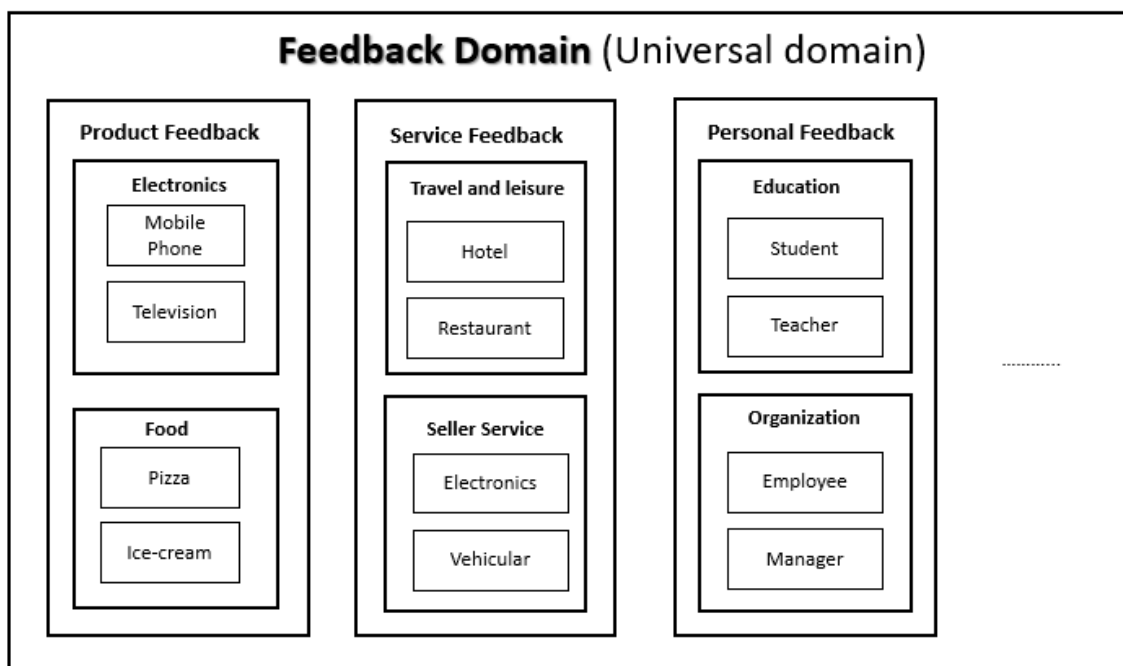 Feedback Domain (Universal domain)
Product Feedback
Electronics
Mobile
Phone
Television
Food
Pizza
Ice-cream
Service Feedback
Travel and leisure
Hotel
Restaurant
Seller Service
Electronics
Vehicular
Personal Feedback
Education
Student
Teacher
Organization
Employee
Manager
............